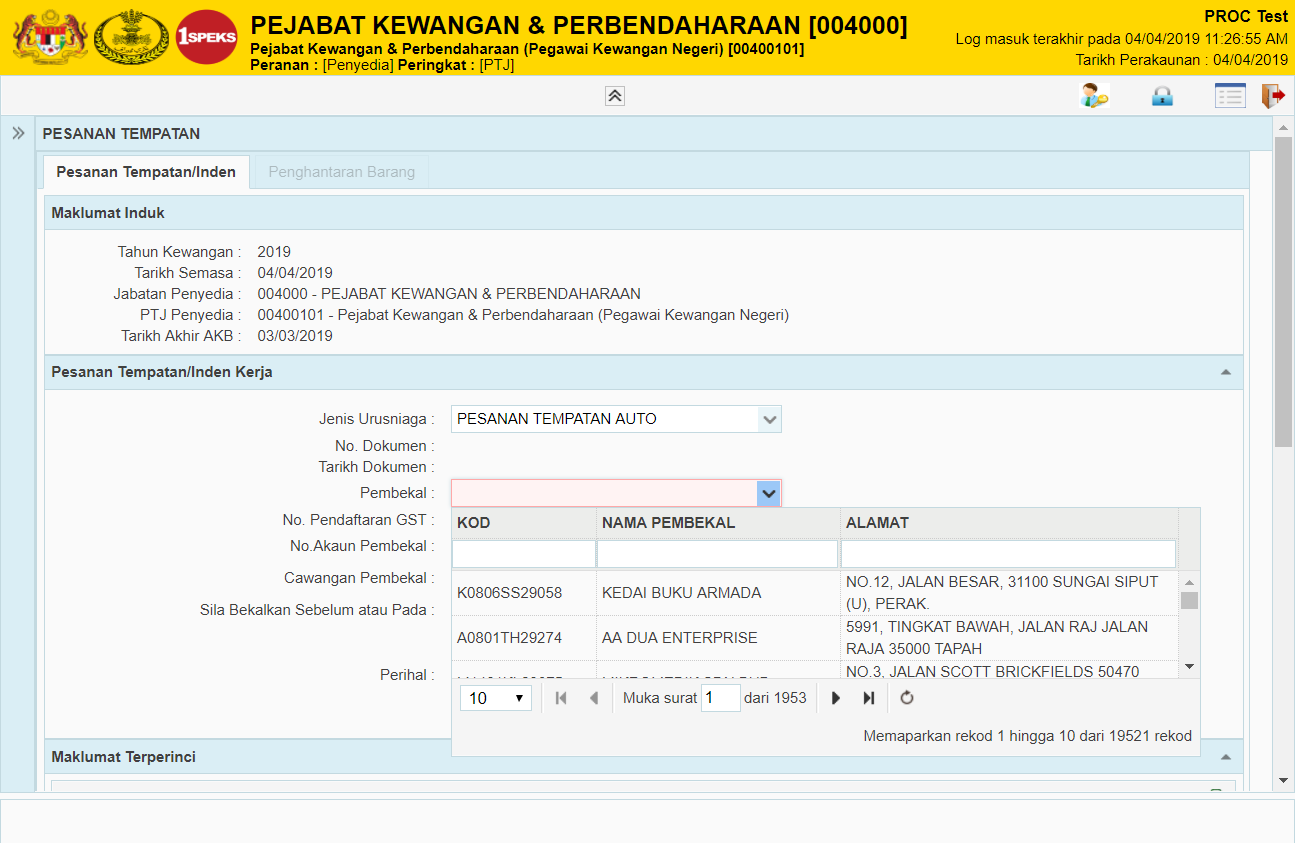 1SPEKS
PEJABAT KEWANGAN & PERBENDAHARAAN [004000]
Pejabat Kewangan & Perbendaharaan (Pegawai Kewangan Negeri) [00400101]
Peranan : [Penyedia] Peringkat : [PTJ]
PROC Test
Log masuk terakhir pada 04/04/2019 11:26:55 AM
Tarikh Perakaunan : 04/04/2019
PESANAN TEMPATAN
Pesanan Tempatan/Inden
Penghantaran Barang
Maklumat Induk
Tahun Kewangan : 2019
Tarikh Semasa : 04/04/2019
Jabatan Penyedia : 004000 - PEJABAT KEWANGAN & PERBENDAHARAAN
PTJ Penyedia : 00400101 - Pejabat Kewangan & Perbendaharaan (Pegawai Kewangan Negeri)
Tarikh Akhir AKB : 03/03/2019
Pesanan Tempatan/Inden Kerja
Jenis Urusniaga : PESANAN TEMPATAN AUTO
No. Dokumen :
Tarikh Dokumen :
Pembekal :
No. Pendaftaran GST :
No.Akaun Pembekal :
Cawangan Pembekal :
Sila Bekalkan Sebelum atau Pada :
Perihal :
KOD NAMA PEMBEKAL ALAMAT
K0806SS29058 KEDAI BUKU ARMADA NO.12, JALAN BESAR, 31100 SUNGAI SIPUT
(U), PERAK.
A0801TH29274 AA DUA ENTERPRISE 5991, TINGKAT BAWAH, JALAN RAJ JALAN
RAJA 35000 TAPAH
NO.3, JALAN SCOTT BRICKFIELDS 50470
10 Muka surat 1 dari 1953
Memaparkan rekod 1 hingga 10 dari 19521 rekod
Maklumat Terperinci